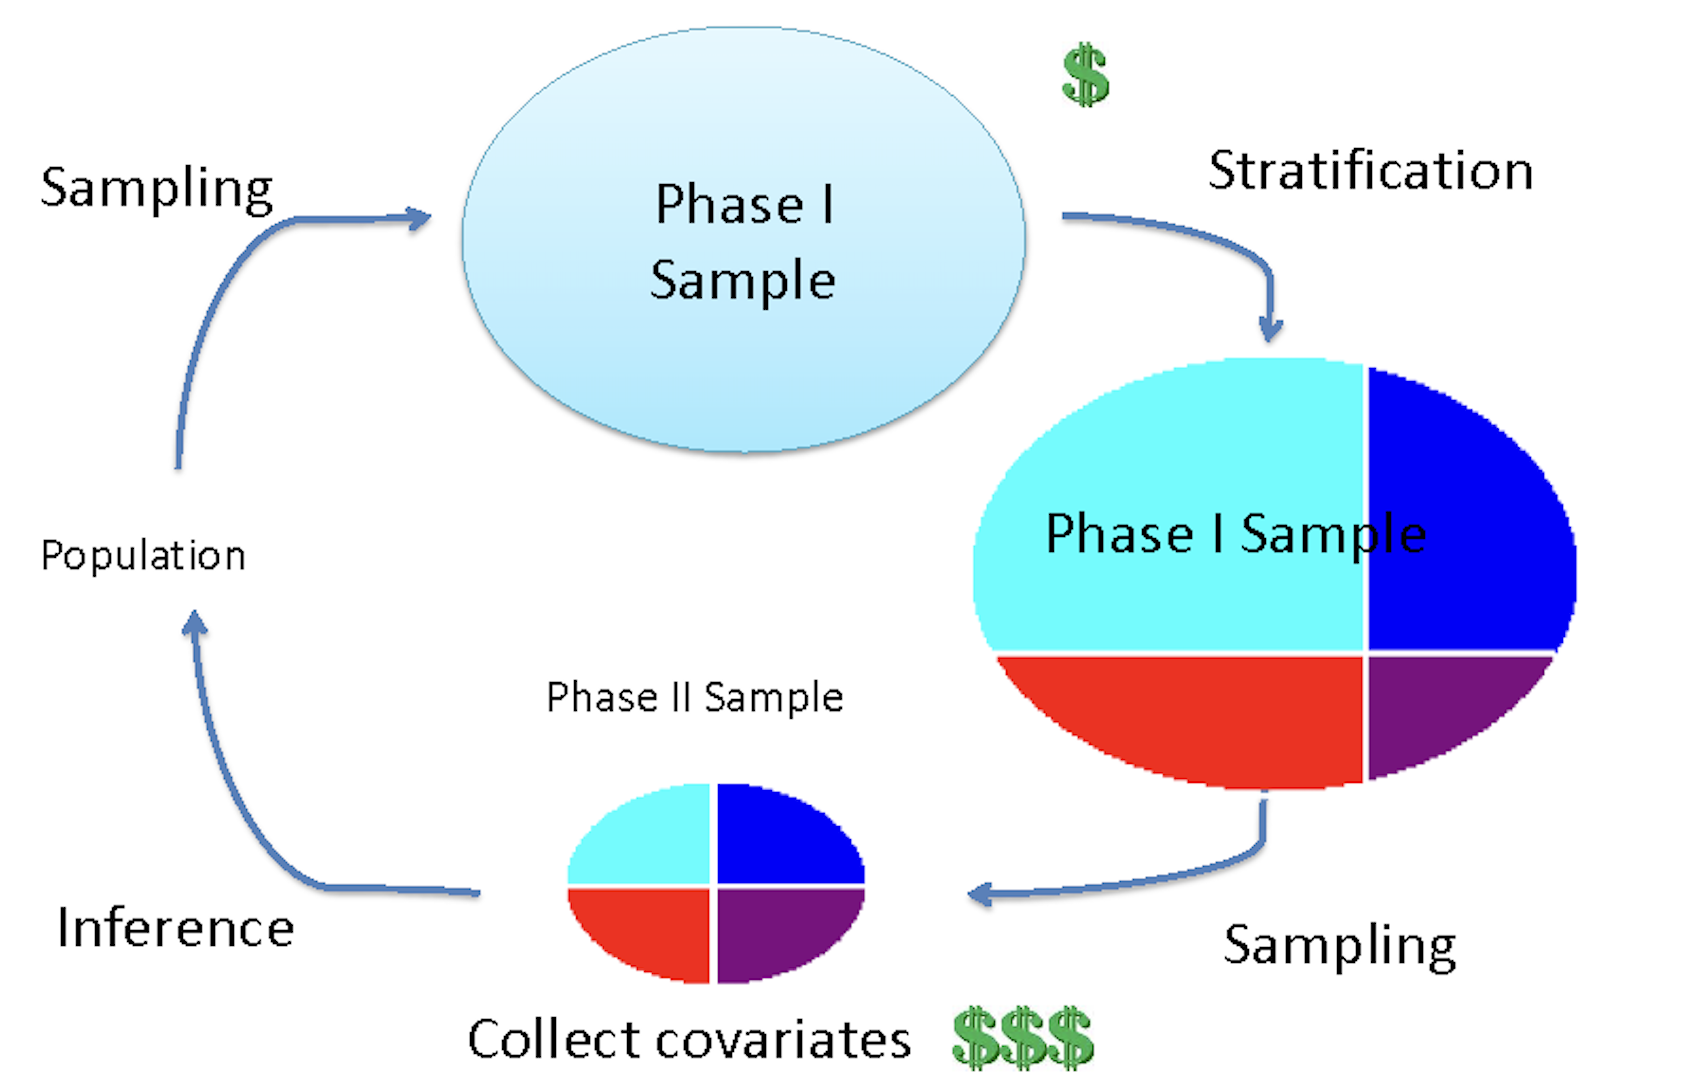 $
Stratification
Sampling
Phase I
Sample
Phase I Sample
Population
Phase II Sample
Inference
Sampling
Collect covariates $$$